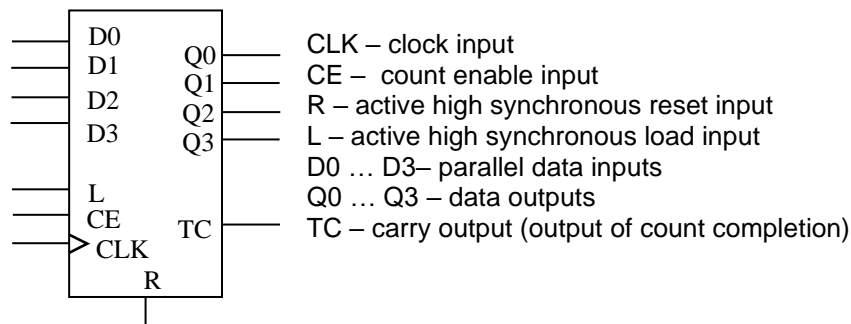 D0
D1
D2
D3
L
CE
CLK
R
Q0
Q1
Q2
Q3
TC
CLK – clock input
CE – count enable input
R – active high synchronous reset input
L – active high synchronous load input
D0 … D3– parallel data inputs
Q0 … Q3 – data outputs
TC – carry output (output of count completion)